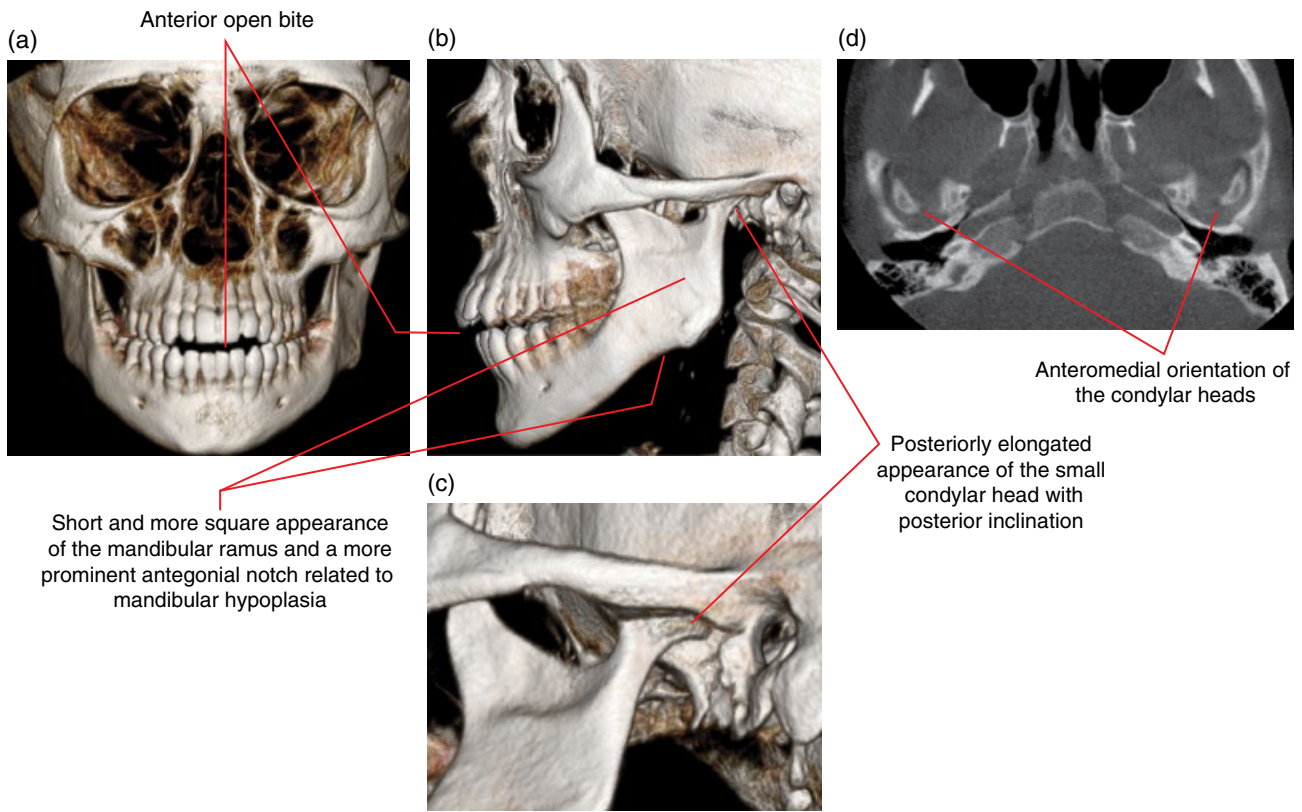 Anterior open bite
(a)
(b)
(d)
Anteromedial orientation of
the condylar heads
Posteriorly elongated
appearance of the small
condylar head with
posterior inclination
(c)
Short and more square appearance
of the mandibular ramus and a more
prominent antegonial notch related to
mandibular hypoplasia